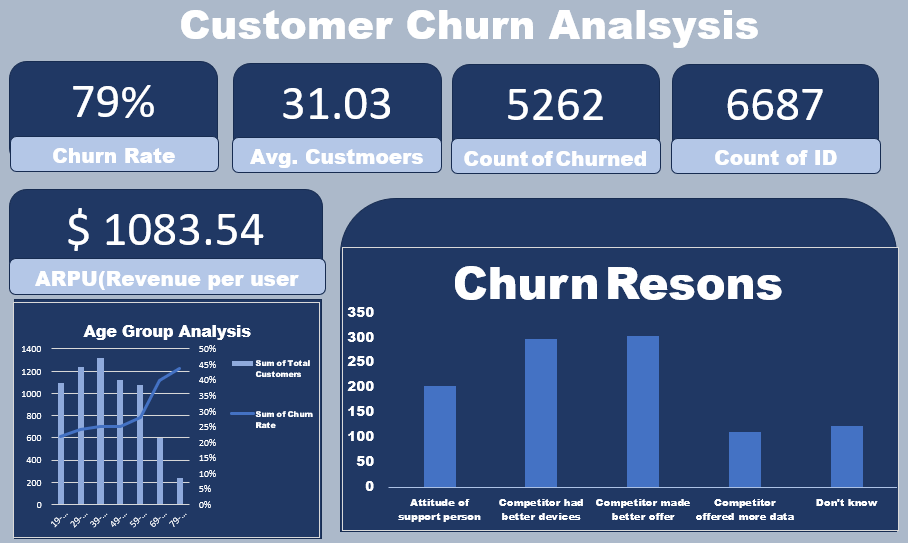 Customer Churn Analsysis
79%
Churn Rate
31.03
Avg. Custmoers
5262
Count of Churned
6687
Count of ID
$ 1083.54
ARPU(Revenue per user
Age Group Analysis
1400
1200
1000
800
600
400
200
0
50%
45%
40%
35%
30%
25%
20%
15%
10%
5%
0%
19-...
29-...
39-...
49-...
59-...
69-...
79-...
Sum of Total
Customers
Sum of Churn
Rate
Churn Resons
350
300
250
200
150
100
50
0
Attitude of
support person
Competitor had
better devices
Competitor made
better offer
Competitor
offered more data
Don't know